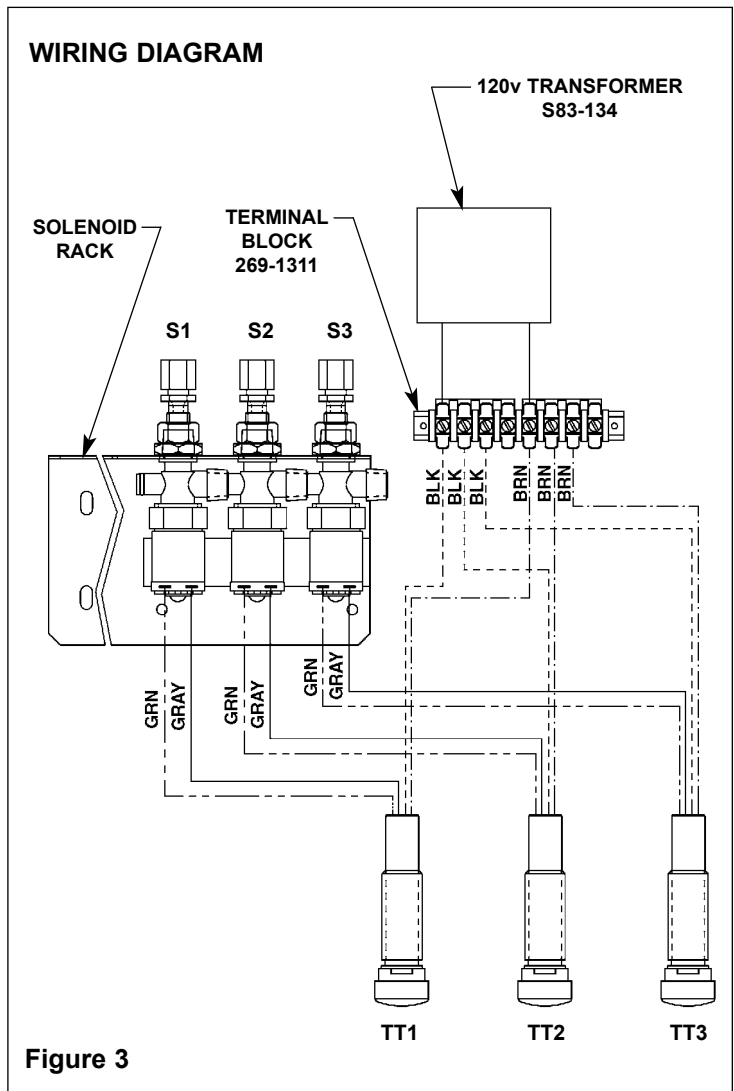 WIRING DIAGRAM
120v TRANSFORMER
S83-134
SOLENOID
RACK
TERMINAL
BLOCK
269-1311
S1
S2
S3
BLK
BLK
BLK
BRN
BRN
BRN
GRN
GRAY
GRN
GRAY
GRN
GRAY
TT1
TT2
TT3
Figure 3